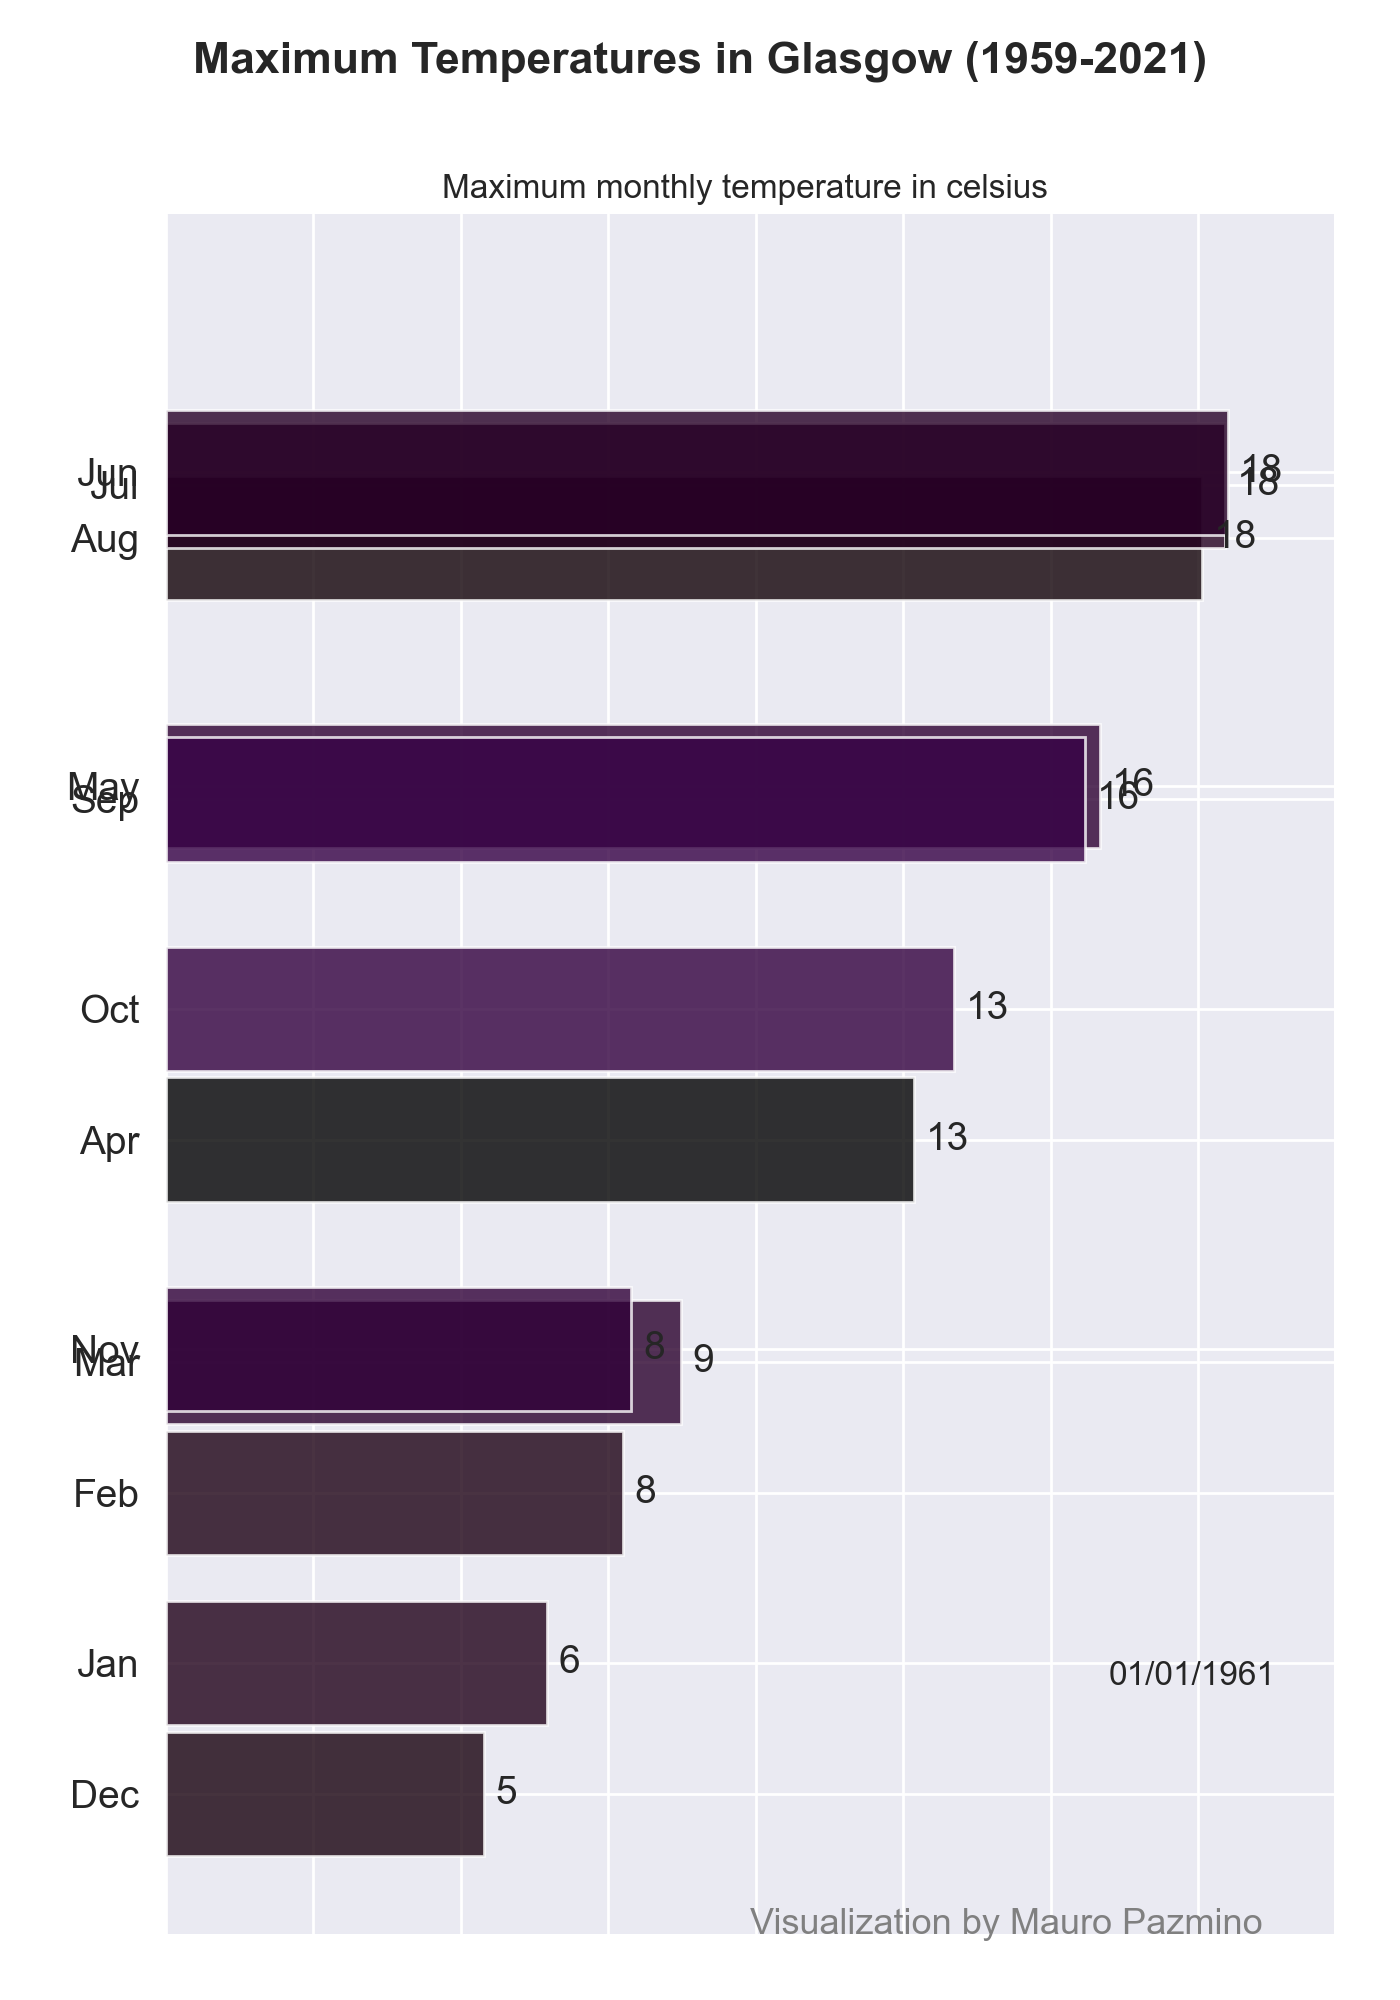 Maximum Temperatures in Glasgow (1959-2021)
Maximum monthly temperature in celsius
Jun 18
Jul 18
Aug 18
May 16
Sep 16
Oct 13
Apr 13
Nov 8
Mar 9
Feb 8
Jan 6
01/01/1961
Dec 5
Visualization by Mauro Pazmino